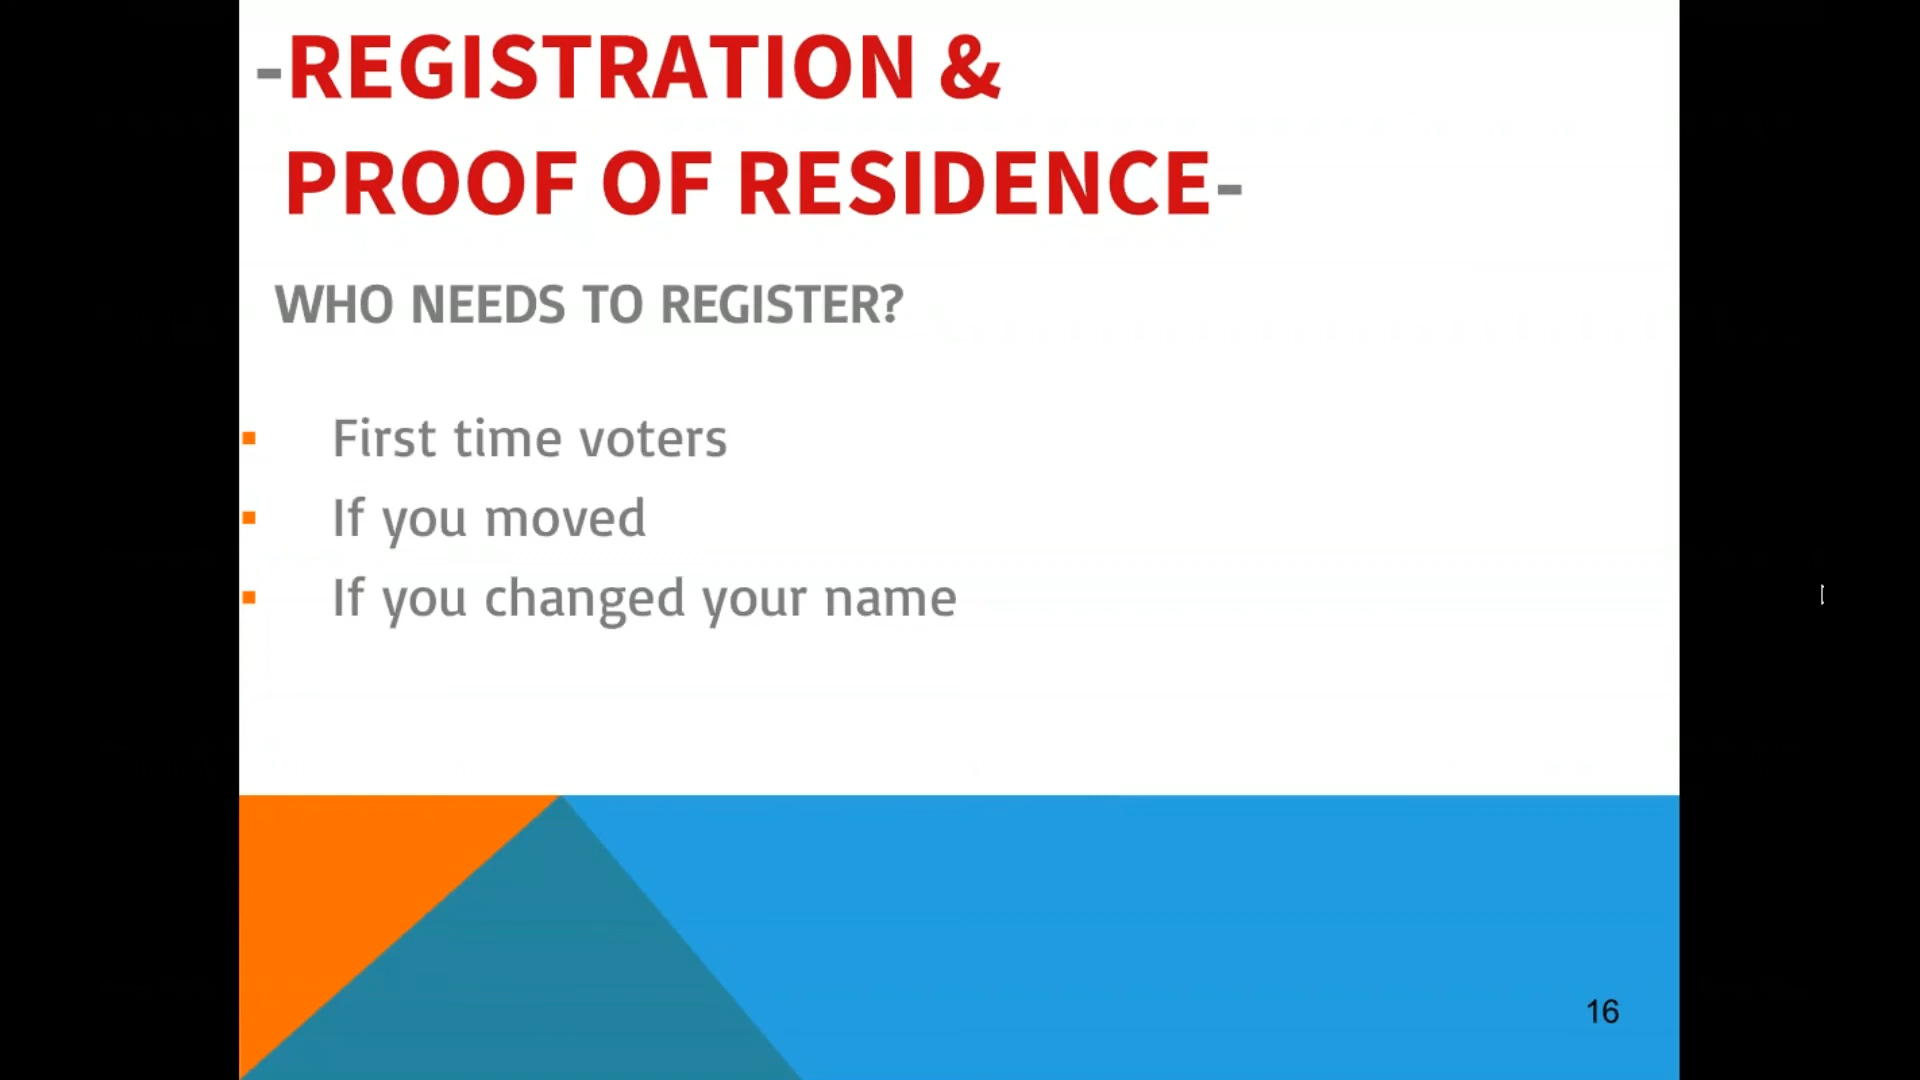 -REGISTRATION &
PROOF OF RESIDENCE-
WHO NEEDS TO REGISTER?
▪ First time voters
▪ If you moved
▪ If you changed your name
16